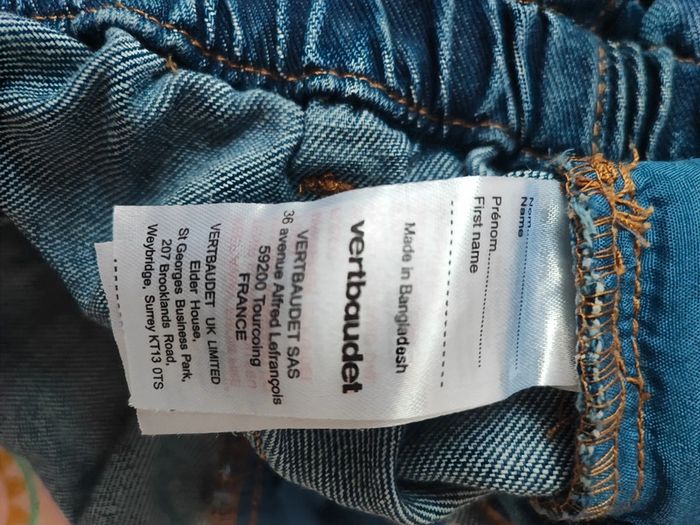 Nom
Name
Prénom
First name
Made in Bangladesh
vertbaudet
VERTBAUDET SAS
36 avenue Alfred Lefrançois
59200 Tourcoing
FRANCE
VERTBAUDET UK LIMITED
Elder House,
St Georges Business Park,
207 Brooklands Road,
Weybridge, Surrey KT13 0TS